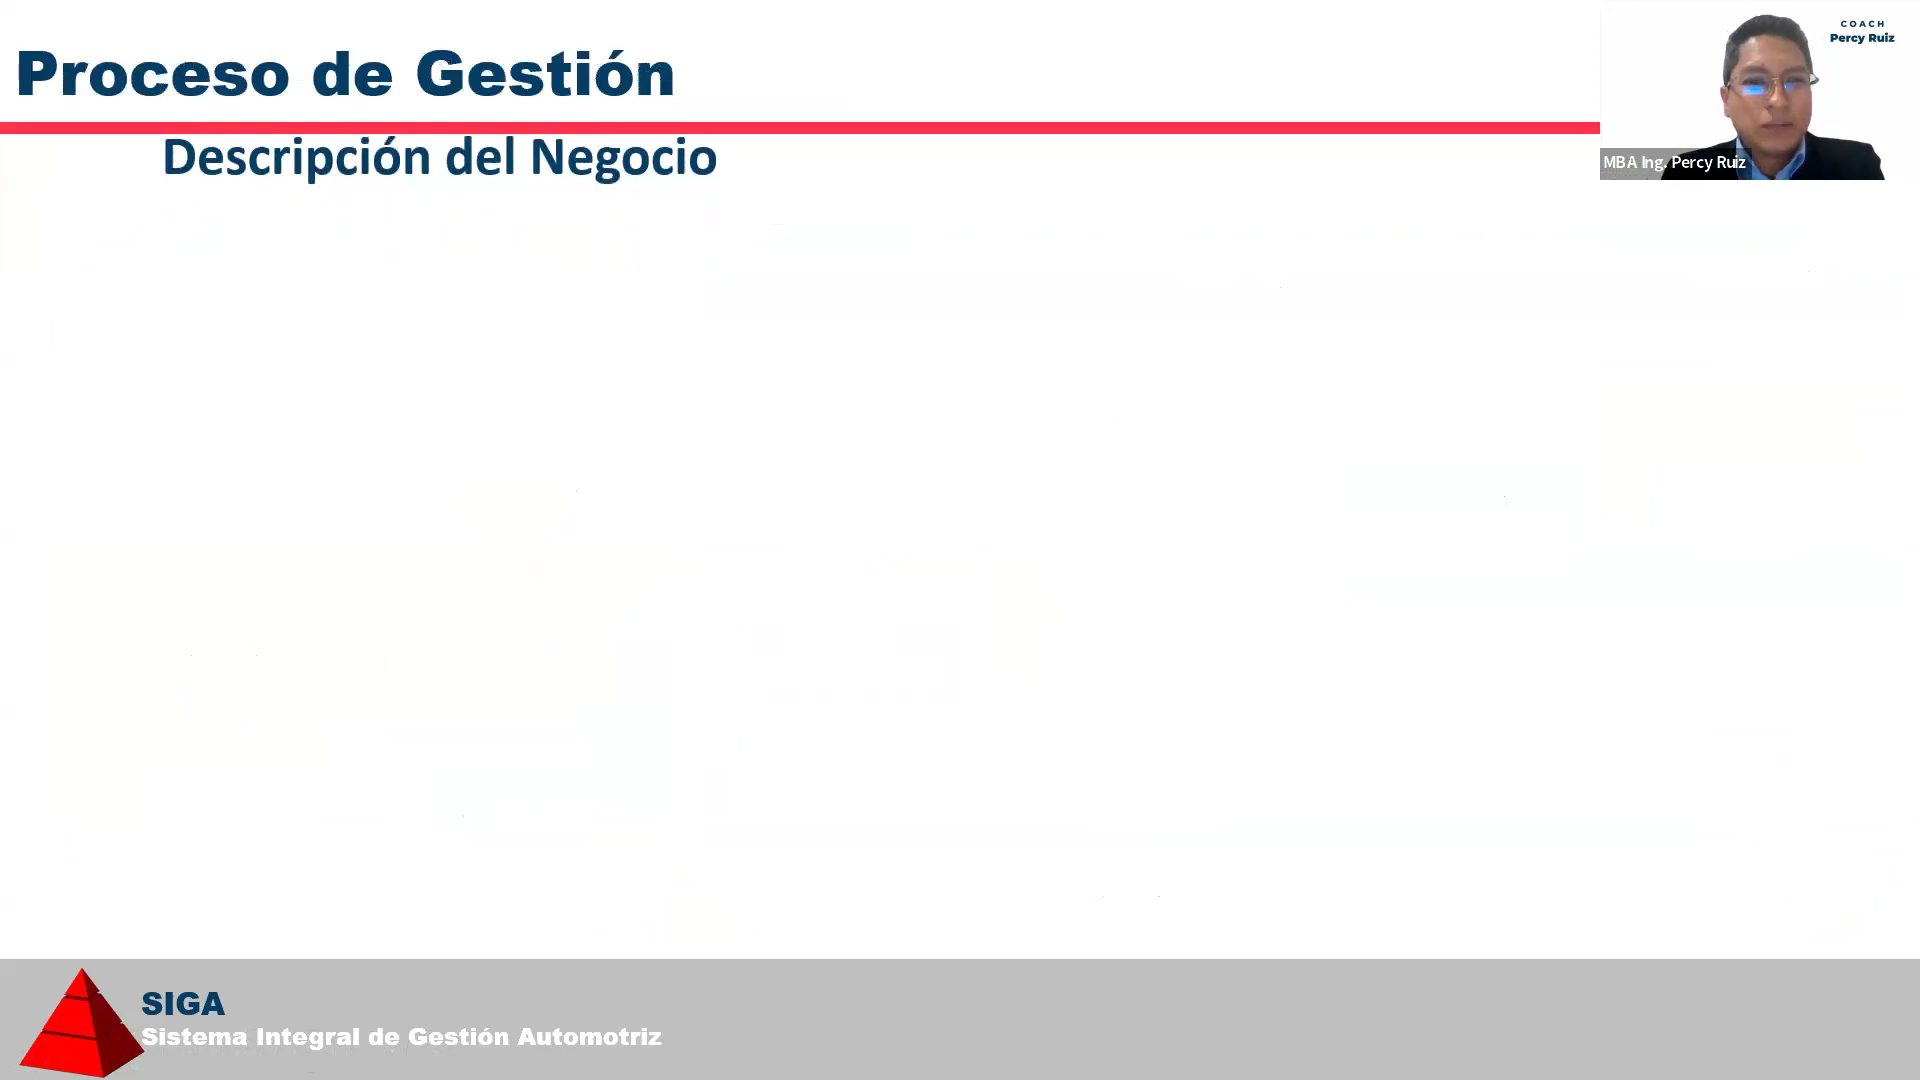 Proceso de Gestión
COACH
Percy Ruiz
Descripción del Negocio
MBA Ing. Percy Ruiz
SIGA
Sistema Integral de Gestión Automotriz